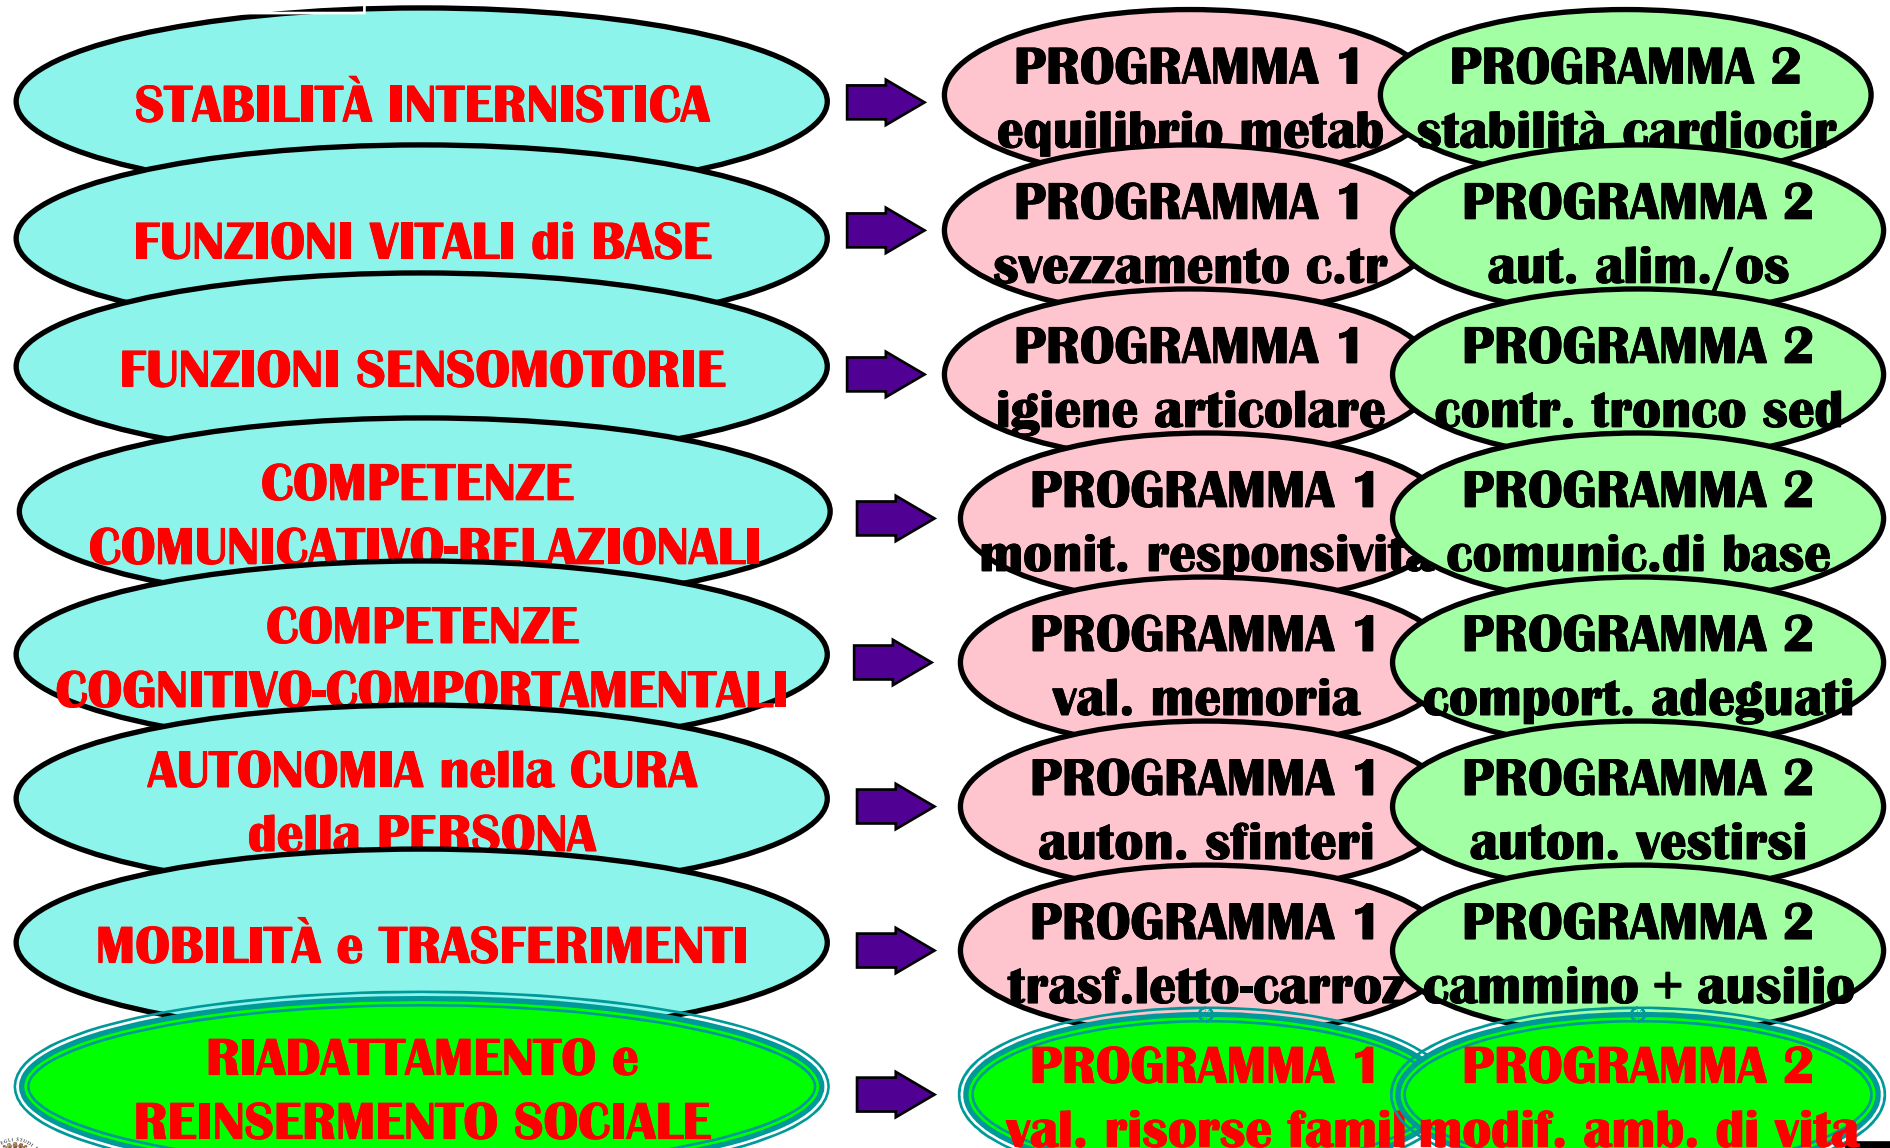 STABILITÀ INTERNISTICA
PROGRAMMA 1
equilibrio metab
PROGRAMMA 2
stabilità cardiocir
FUNZIONI VITALI di BASE
PROGRAMMA 1
svezzamento c.tr
PROGRAMMA 2
aut. alim./os
FUNZIONI SENSOMOTORIE
PROGRAMMA 1
igiene articolare
PROGRAMMA 2
contr. tronco sed
COMPETENZE
COMUNICATIVO-RELAZIONALI
PROGRAMMA 1
monit. responsività
PROGRAMMA 2
comunic.di base
COMPETENZE
COGNITIVO-COMPORTAMENTALI
PROGRAMMA 1
val. memoria
PROGRAMMA 2
comport. adeguati
AUTONOMIA nella CURA
della PERSONA
PROGRAMMA 1
auton. sfinteri
PROGRAMMA 2
auton. vestirsi
MOBILITÀ e TRASFERIMENTI
PROGRAMMA 1
trasf.letto-carroz
PROGRAMMA 2
cammino + ausilio
RIADATTAMENTO e
REINSERMENTO SOCIALE
PROGRAMMA 1
val. risorse famil
PROGRAMMA 2
modif. amb. di vita